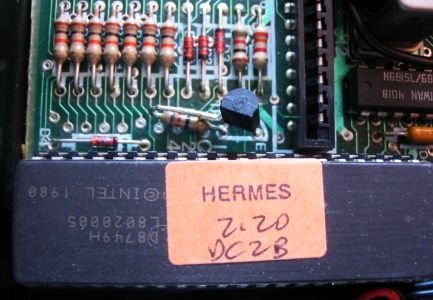 HERMES
2.20
DC2B
©INTEL 1980
L8020005
D8749H